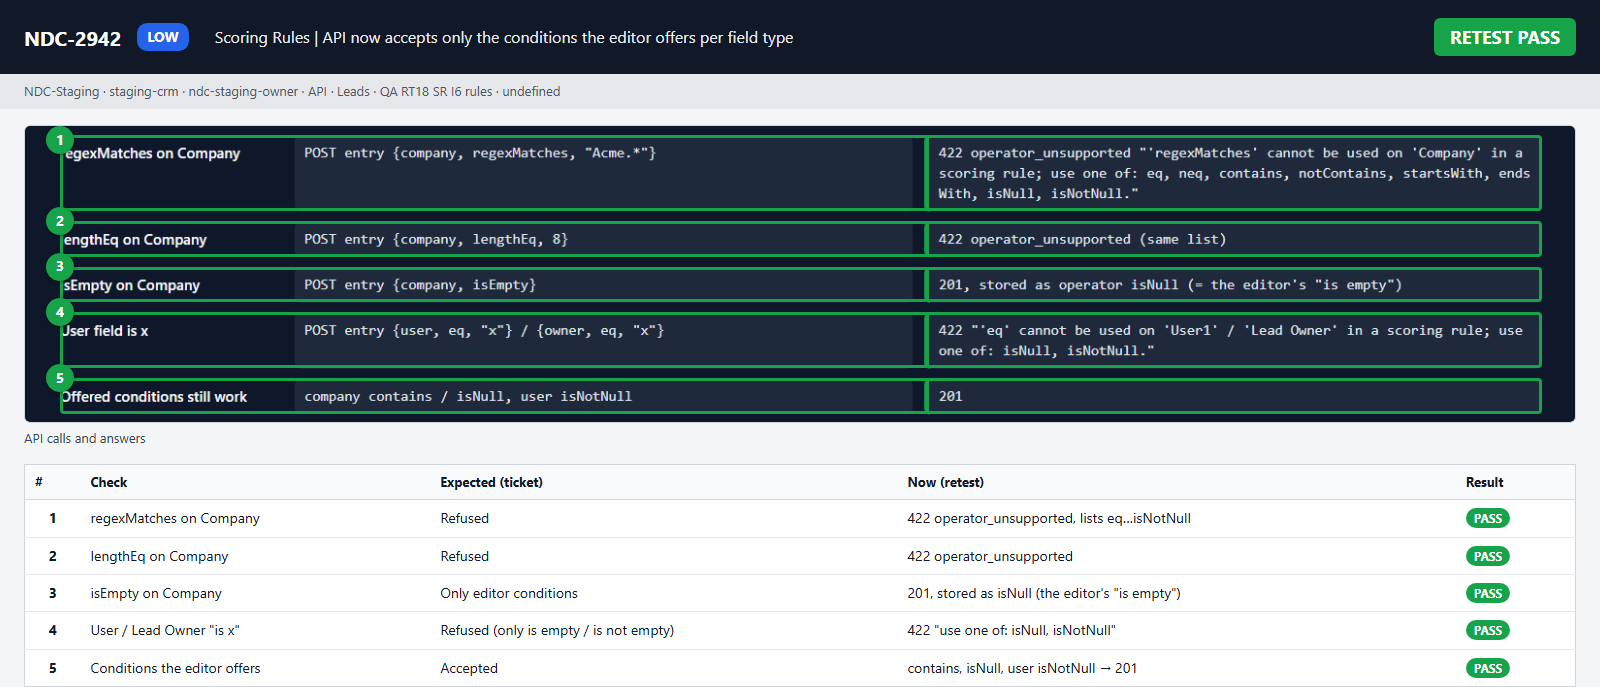 NDC-2942 LOW Scoring Rules | API now accepts only the conditions the editor offers per field type RETEST PASS
NDC-Staging · staging-crm · ndc-staging-owner · API · Leads · QA RT18 SR I6 rules · undefined
1 egexMatches on Company POST entry {company, regexMatches, "Acme.*"} 422 operator_unsupported "'regexMatches' cannot be used on 'Company' in a
scoring rule; use one of: eq, neq, contains, notContains, startsWith, ends
With, isNull, isNotNull."
2 engthEq on Company POST entry {company, lengthEq, 8} 422 operator_unsupported (same list)
3 sEmpty on Company POST entry {company, isEmpty} 201, stored as operator isNull (= the editor's "is empty")
4 User field is x POST entry {user, eq, "x"} / {owner, eq, "x"} 422 "'eq' cannot be used on 'User1' / 'Lead Owner' in a scoring rule; use
one of: isNull, isNotNull."
5 Offered conditions still work company contains / isNull, user isNotNull 201
API calls and answers
# Check Expected (ticket) Now (retest) Result
1 regexMatches on Company Refused 422 operator_unsupported, lists eq...isNotNull PASS
2 lengthEq on Company Refused 422 operator_unsupported PASS
3 isEmpty on Company Only editor conditions 201, stored as isNull (the editor's "is empty") PASS
4 User / Lead Owner "is x" Refused (only is empty / is not empty) 422 "use one of: isNull, isNotNull" PASS
5 Conditions the editor offers Accepted contains, isNull, user isNotNull → 201 PASS